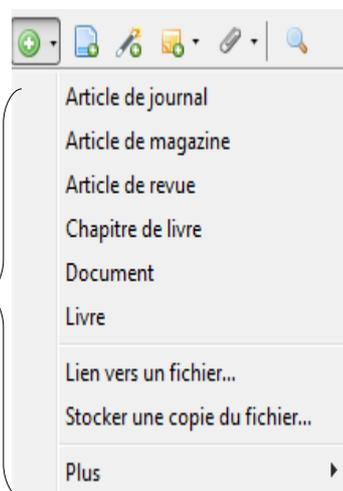 Article de journal
Article de magazine
Article de revue
Chapitre de livre
Document
Livre
Lien vers un fichier...
Stocker une copie du fichier...
Plus